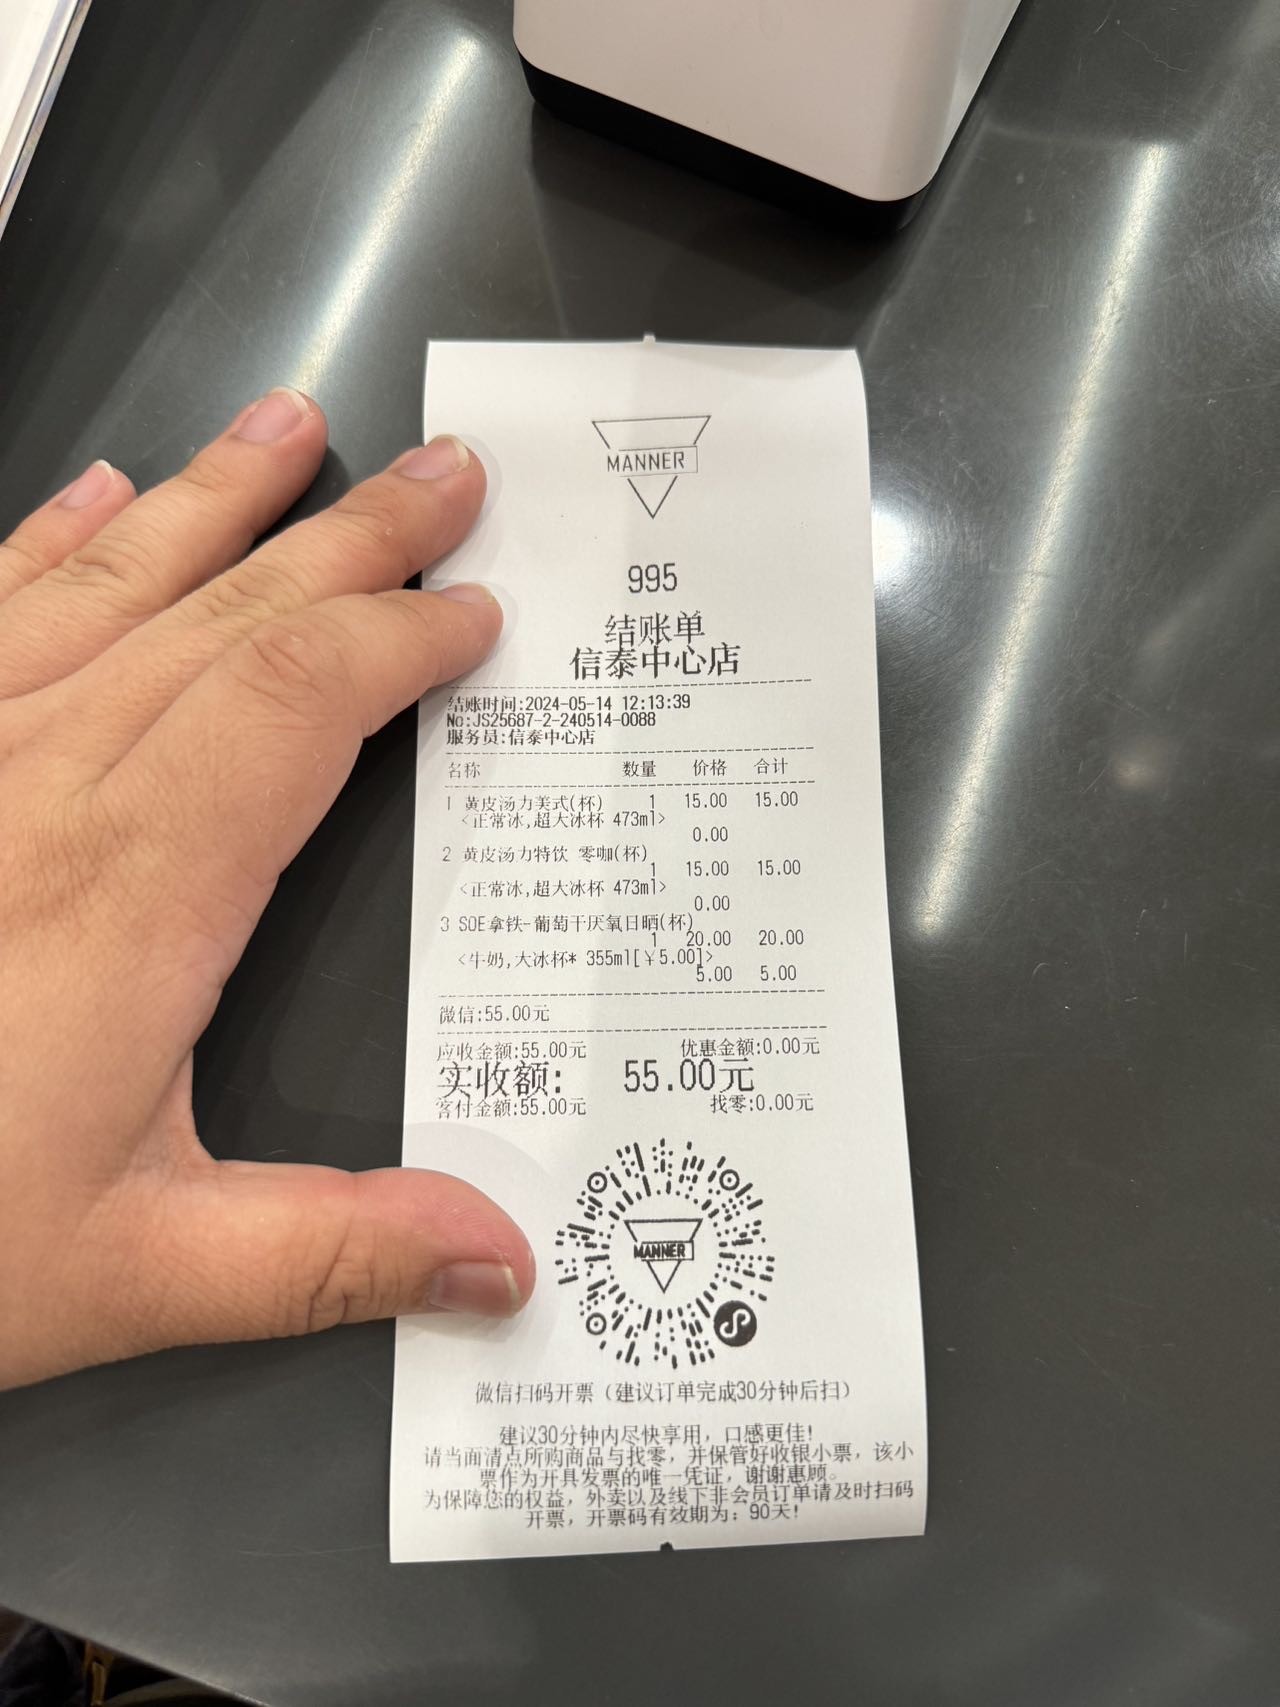 MANNER
995
结账单
信泰中心店
结账时间:2024-05-14 12:13:39
No:JS25687-2-240514-0088
服务员:信泰中心店
名称 数量 价格 合计
1 黄皮汤力美式(杯) 1 15.00 15.00
<正常冰,超大冰杯 473ml>
0.00
2 黄皮汤力特饮 零咖(杯)
1 15.00 15.00
<正常冰,超大冰杯 473ml>
0.00
3 SOE拿铁-葡萄干厌氧日晒(杯)
1 20.00 20.00
<牛奶,大冰杯* 355ml[￥5.00]>
5.00 5.00
微信:55.00元
应收金额:55.00元 优惠金额:0.00元
实收额: 55.00元
客付金额:55.00元 找零:0.00元
MANNER
微信扫码开票（建议订单完成30分钟后扫）
建议30分钟内尽快享用，口感更佳!
请当面清点所购商品与找零，并保管好收银小票，该小
票作为开具发票的唯一凭证，谢谢惠顾。
为保障您的权益，外卖以及线下非会员订单请及时扫码
开票，开票码有效期为：90天!